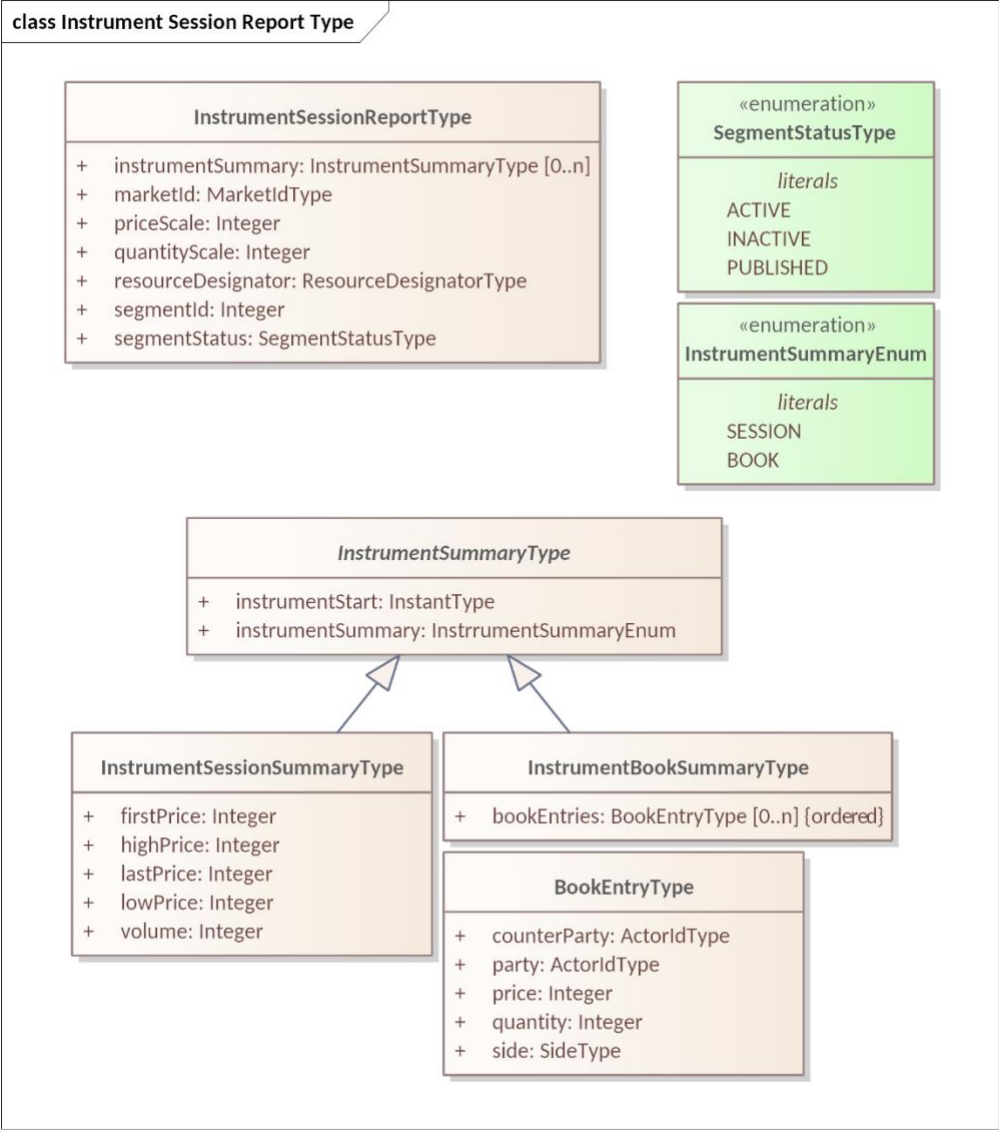 class Instrument Session Report Type
InstrumentSessionReportType
+ instrumentSummary: InstrumentSummaryType [0..n]
+ marketId: MarketIdType
+ priceScale: Integer
+ quantityScale: Integer
+ resourceDesignator: ResourceDesignatorType
+ segmentId: Integer
+ segmentStatus: SegmentStatusType
«enumeration»
SegmentStatusType
literals
ACTIVE
INACTIVE
PUBLISHED
«enumeration»
InstrumentSummaryEnum
literals
SESSION
BOOK
InstrumentSummaryType
+ instrumentStart: InstantType
+ instrumentSummary: InstrrumentSummaryEnum
InstrumentSessionSummaryType
+ firstPrice: Integer
+ highPrice: Integer
+ lastPrice: Integer
+ lowPrice: Integer
+ volume: Integer
InstrumentBookSummaryType
+ bookEntries: BookEntryType [0..n] {ordered}
BookEntryType
+ counterParty: ActorIdType
+ party: ActorIdType
+ price: Integer
+ quantity: Integer
+ side: SideType